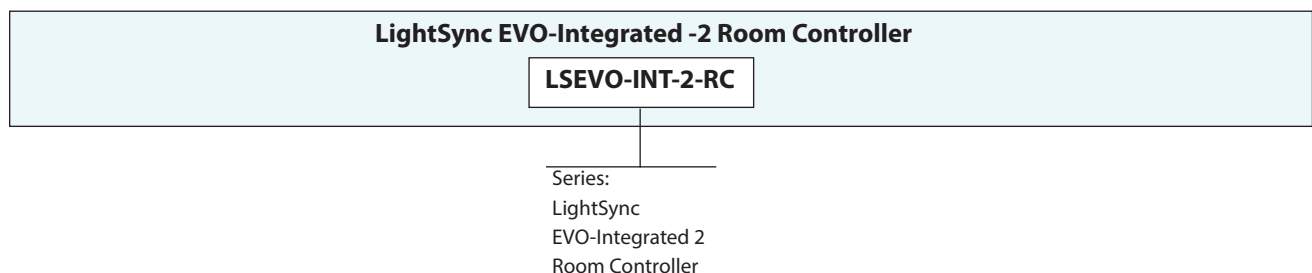 LightSync EVO-Integrated -2 Room Controller
LSEVO-INT-2-RC
Series:
LightSync
EVO-Integrated 2
Room Controller